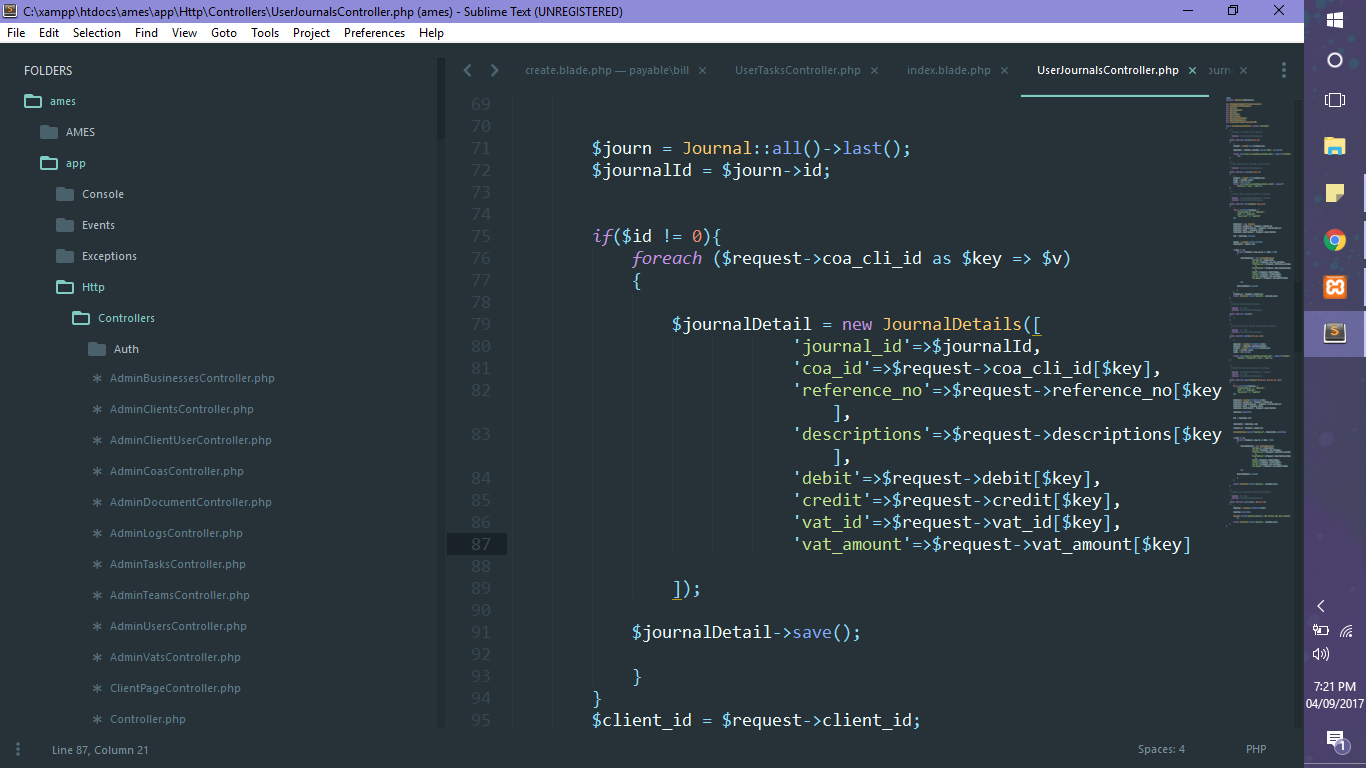 C:\xampp\htdocs\ames\app\Http\Controllers\UserJournalsController.php (ames) - Sublime Text (UNREGISTERED)
File Edit Selection Find View Goto Tools Project Preferences Help
FOLDERS
ames
AMES
app
Console
Events
Exceptions
Http
Controllers
Auth
AdminBusinessesController.php
AdminClientsController.php
AdminClientUserController.php
AdminCoasController.php
AdminDocumentController.php
AdminLogsController.php
AdminTasksController.php
AdminTeamsController.php
AdminUsersController.php
AdminVatsController.php
ClientPageController.php
Controller.php
create.blade.php — payable\bill × UserTasksController.php × index.blade.php × UserJournalsController.php × ×
69
70
71 $journ = Journal::all()->last();
72 $journalId = $journ->id;
73
74
75 if($id != 0){
76 foreach ($request->coa_cli_id as $key => $v)
77 {
78
79 $journalDetail = new JournalDetails([
80 'journal_id'=>$journalId,
81 'coa_id'=>$request->coa_cli_id[$key],
82 'reference_no'=>$request->reference_no[$key
],
83 'descriptions'=>$request->descriptions[$key
],
84 'debit'=>$request->debit[$key],
85 'credit'=>$request->credit[$key],
86 'vat_id'=>$request->vat_id[$key],
87 'vat_amount'=>$request->vat_amount[$key]
88
89 ]);
90
91 $journalDetail->save();
92
93 }
94 }
95 $client_id = $request->client_id;
Line 87, Column 21
Spaces: 4 PHP
7:21 PM
04/09/2017
1